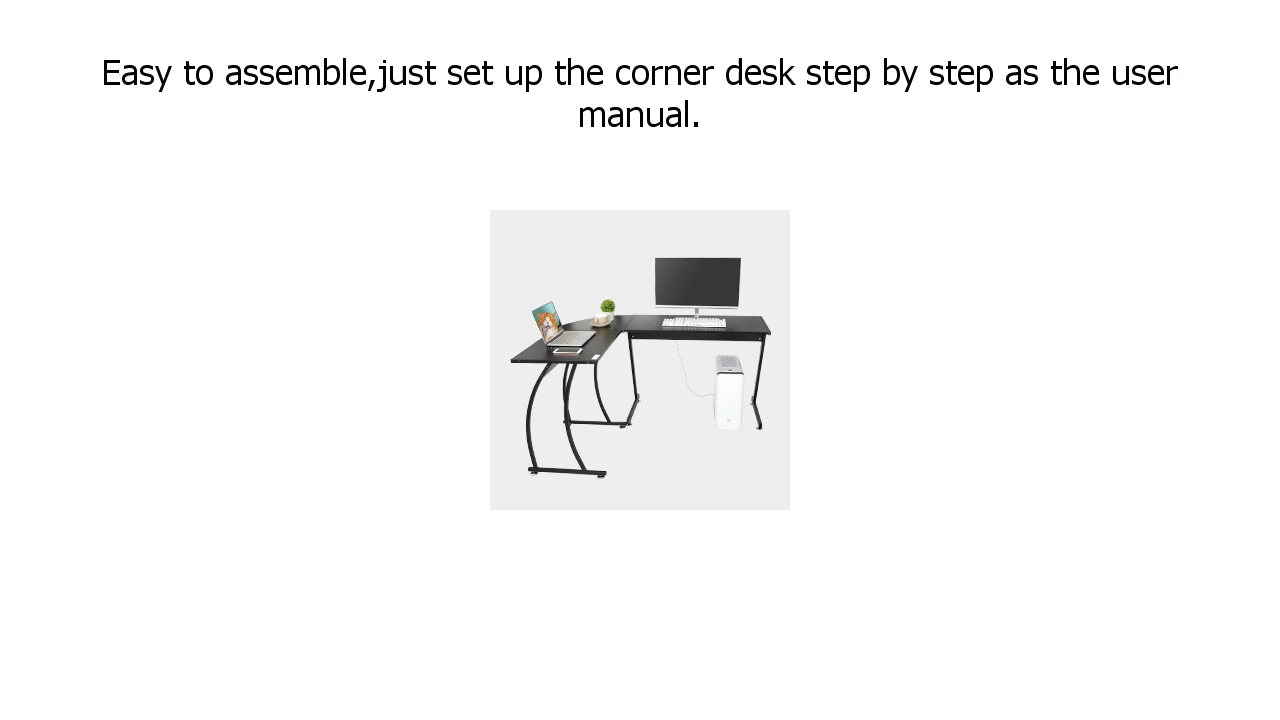 Easy to assemble,just set up the corner desk step by step as the user
manual.